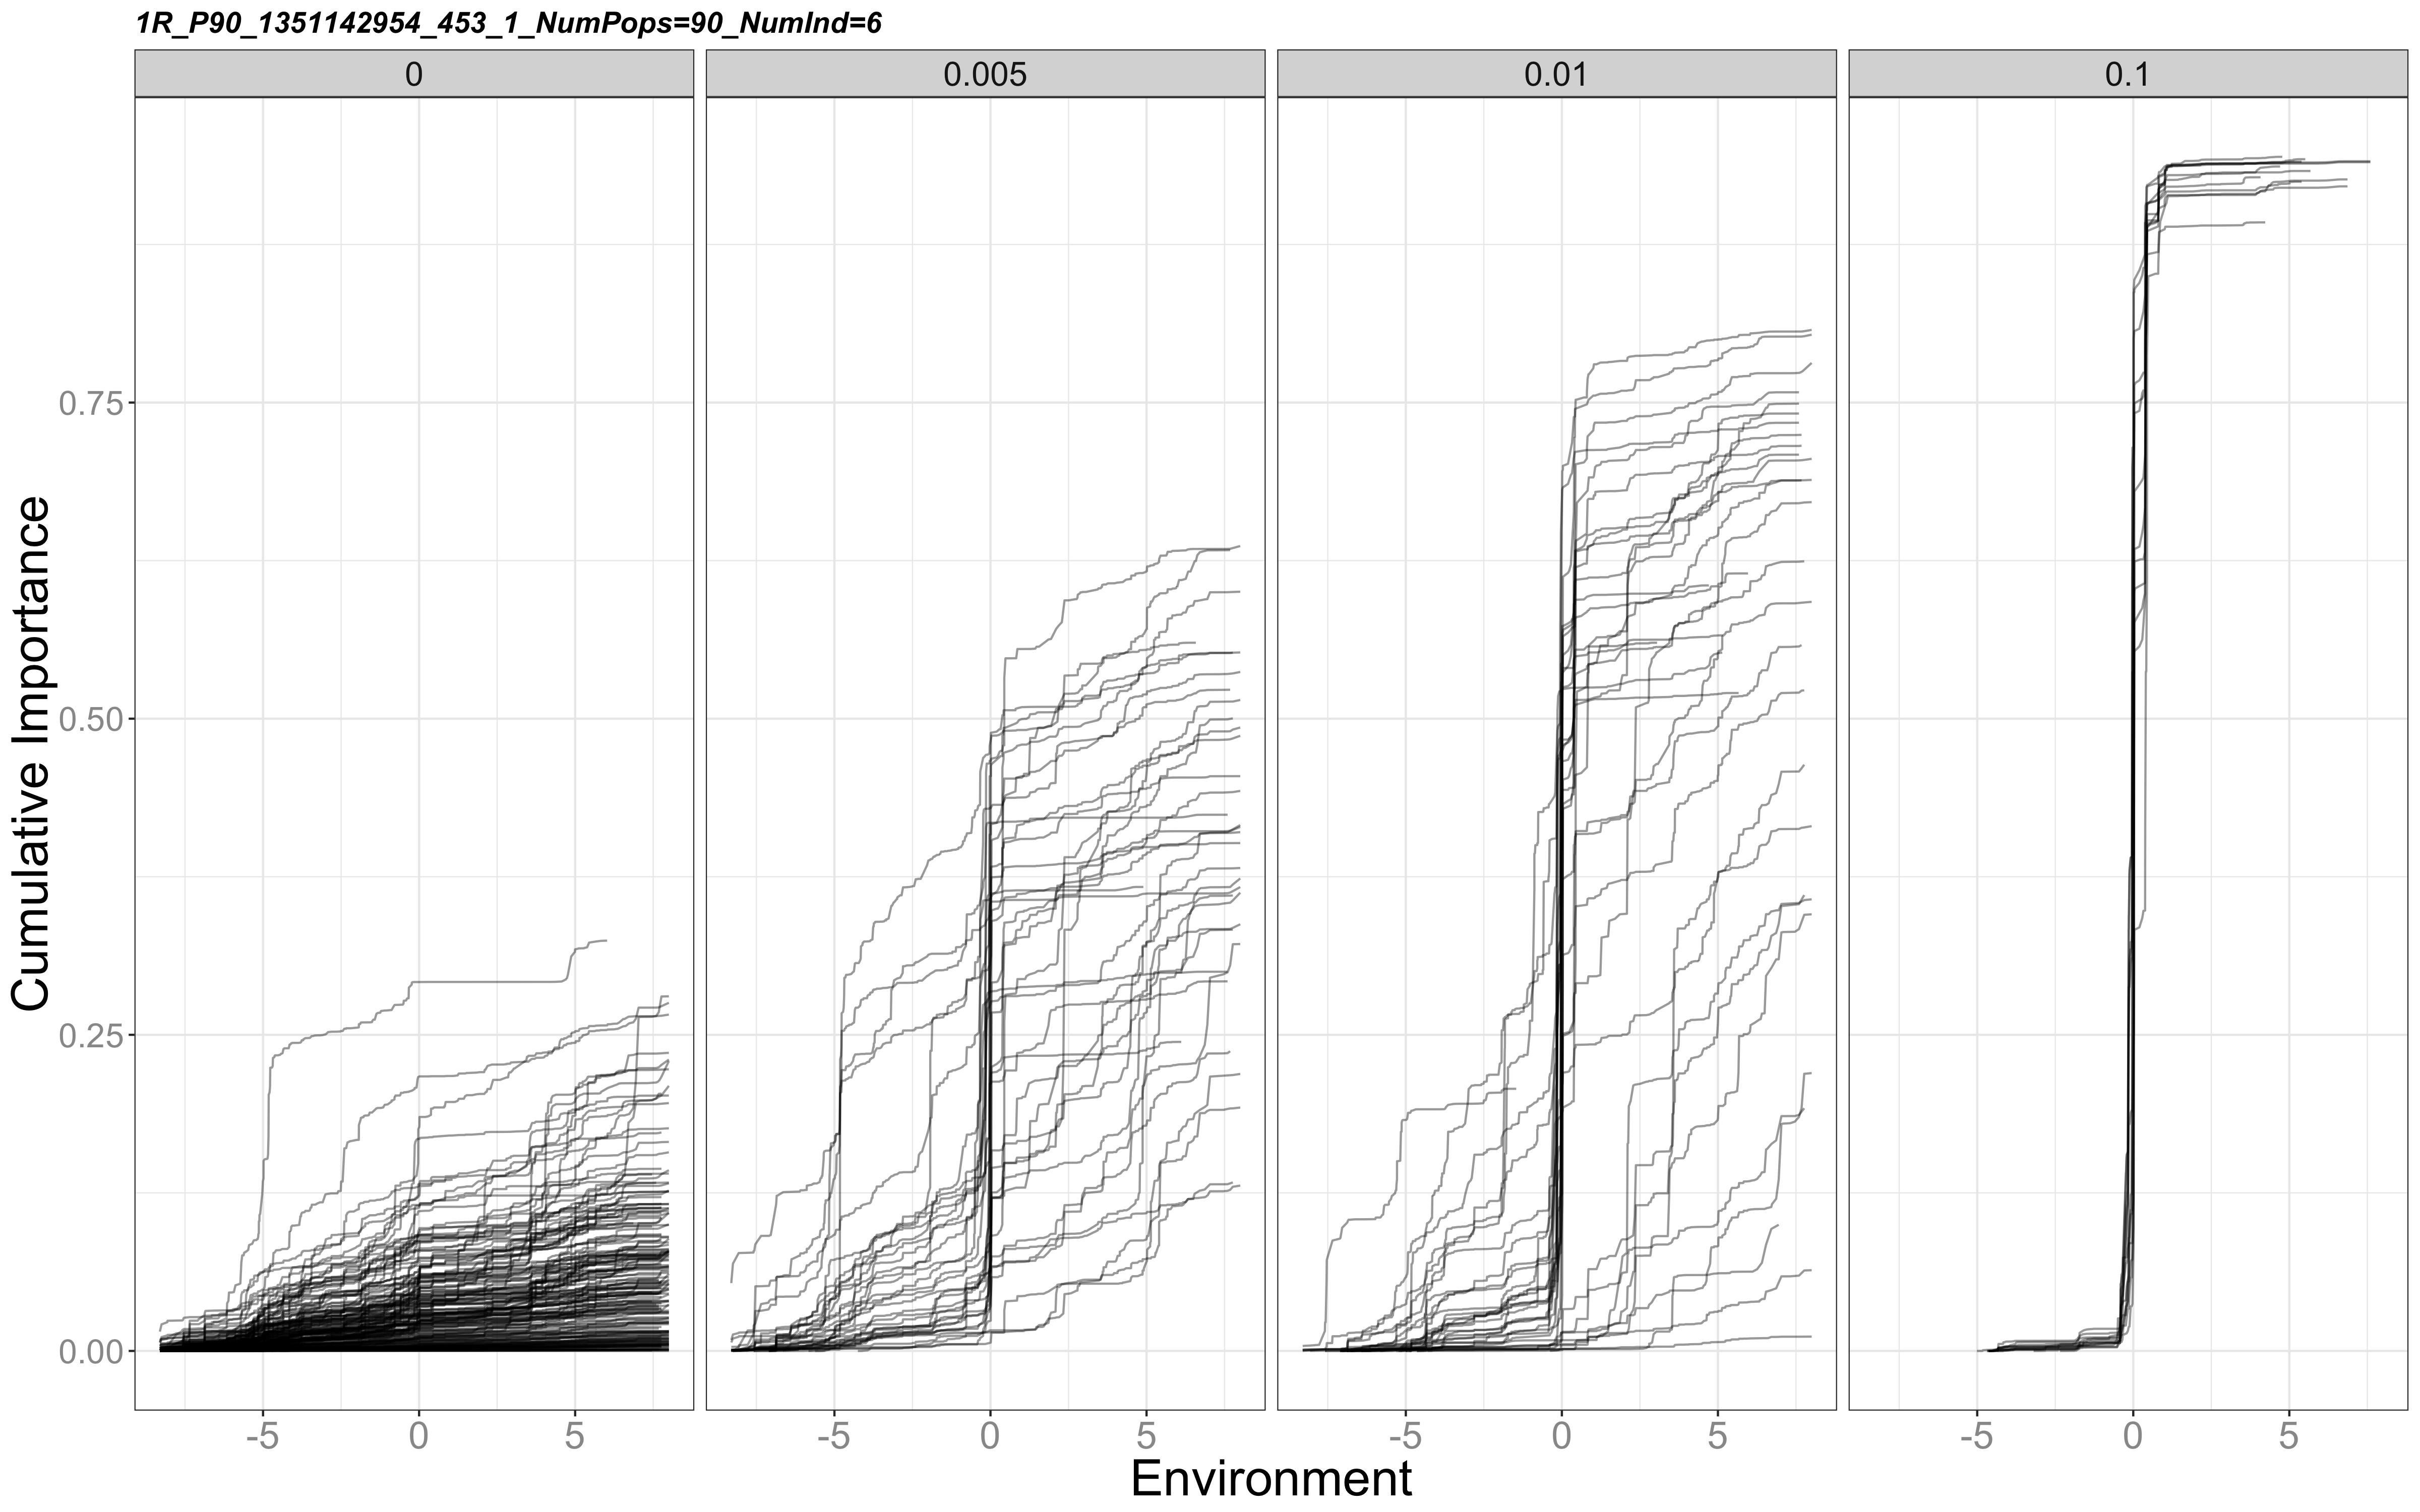 1R_P90_1351142954_453_1_NumPops=90_NumInd=6
0 0.005 0.01 0.1
Cumulative Importance
0.75
0.50
0.25
0.00
-5 0 5 -5 0 5 -5 0 5 -5 0 5
Environment